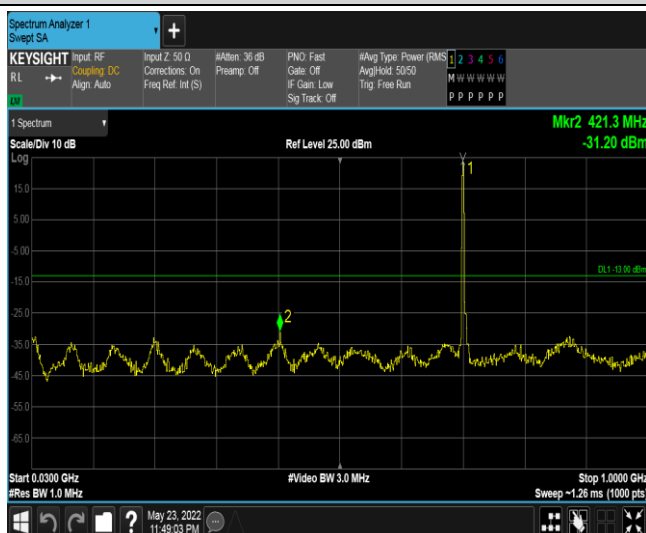 Spectrum Analyzer 1
Swept SA
+
KEYSIGHT Input: RF Input Z: 50 Ω #Atten: 36 dB PNO: Fast #Avg Type: Power (RMS 1 2 3 4 5 6
RL Coupling: DC Corrections: On Preamp: Off Gate: Off Avg|Hold: 50/50 M W W W W W
Align: Auto Freq Ref: Int (S) IF Gain: Low Trig: Free Run
Sig Track: Off P P P P P P
1 Spectrum Mkr2 421.3 MHz
Scale/Div 10 dB Ref Level 25.00 dBm -31.20 dBm
Log
1
15.0
5.00
-5.00
DL1 -13.00 dBm
-15.0
-25.0
2
-35.0
-45.0
-55.0
-65.0
Start 0.0300 GHz #Video BW 3.0 MHz Stop 1.0000 GHz
#Res BW 1.0 MHz Sweep ~1.26 ms (1000 pts)
? May 23, 2022
11:49:03 PM